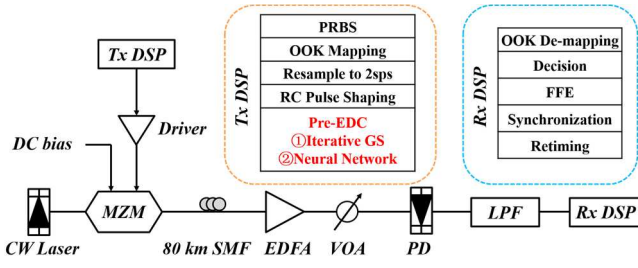 Tx DSP
Driver
DC bias
MZM
CW Laser
80 km SMF
EDFA
VOA
PD
LPF
Rx DSP
Tx DSP
PRBS
OOK Mapping
Resample to 2sps
RC Pulse Shaping
Pre-EDC
①Iterative GS
②Neural Network
Rx DSP
OOK De-mapping
Decision
FFE
Synchronization
Retiming